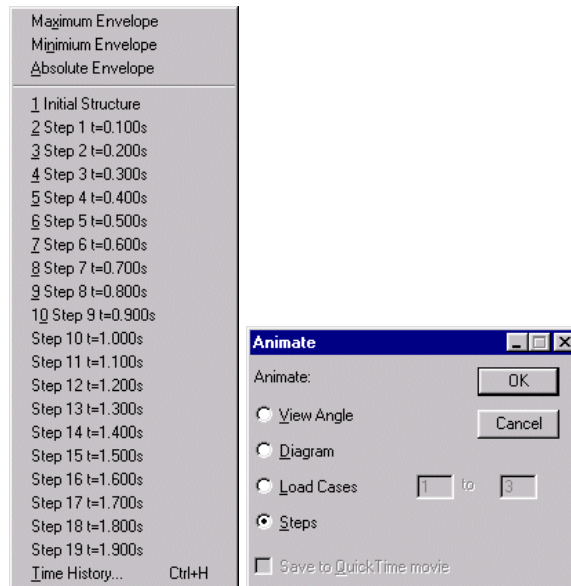 Maximum Envelope
Minimium Envelope
Absolute Envelope
1 Initial Structure
2 Step 1 t=0.100s
3 Step 2 t=0.200s
4 Step 3 t=0.300s
5 Step 4 t=0.400s
6 Step 5 t=0.500s
7 Step 6 t=0.600s
8 Step 7 t=0.700s
9 Step 8 t=0.800s
10 Step 9 t=0.900s
Step 10 t=1.000s
Step 11 t=1.100s
Step 12 t=1.200s
Step 13 t=1.300s
Step 14 t=1.400s
Step 15 t=1.500s
Step 16 t=1.600s
Step 17 t=1.700s
Step 18 t=1.800s
Step 19 t=1.900s
Time History... Ctrl+H
Animate
Animate:
OK
View Angle
Cancel
Diagram
Load Cases 1 to 3
Steps
Save to QuickTime movie